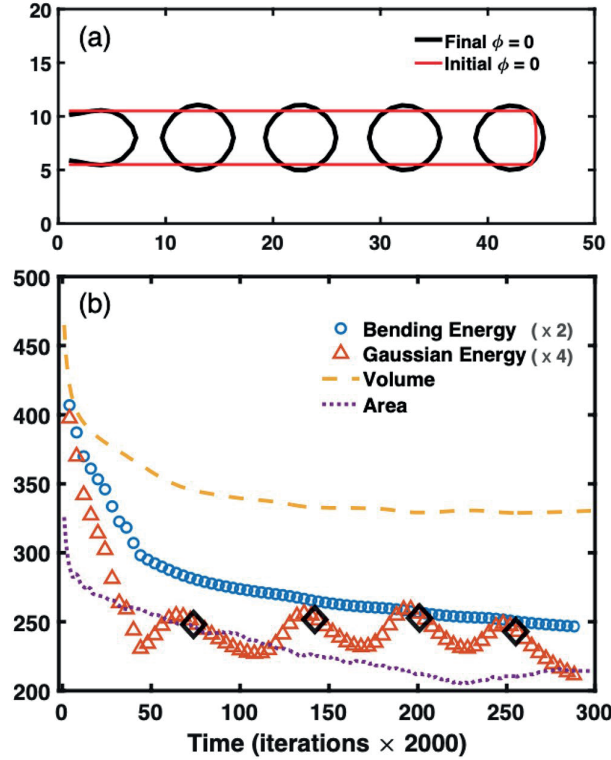 20
(a)
Final ϕ = 0
Initial ϕ = 0
15
10
5
0
0 10 20 30 40 50
500
(b)
Bending Energy (× 2)
450
Gaussian Energy (× 4)
Volume
400
Area
350
300
250
200
0 50 100 150 200 250 300
Time (iterations × 2000)